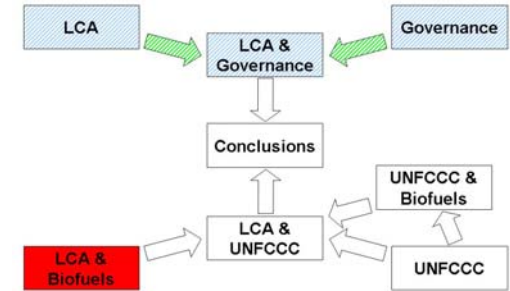 LCA
LCA &
Governance
Governance
Conclusions
UNFCCC &
Biofuels
LCA &
UNFCCC
LCA &
Biofuels
UNFCCC